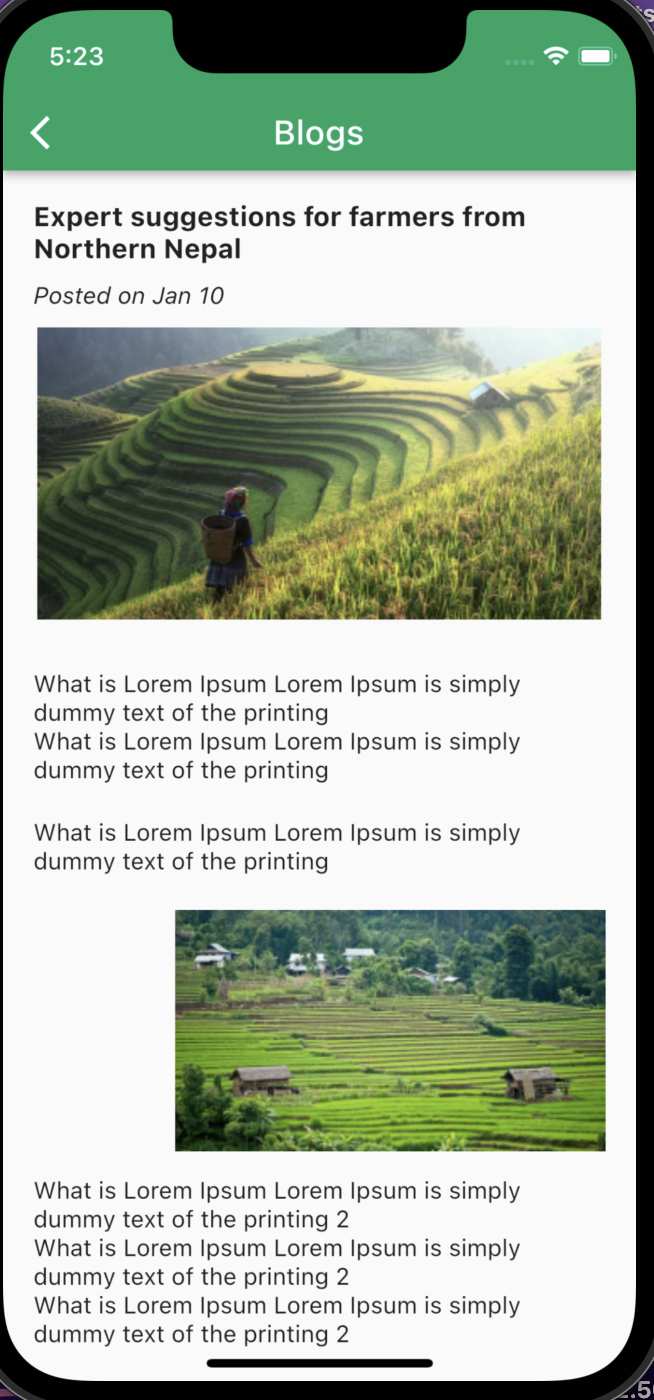 5:23
Blogs
Expert suggestions for farmers from
Northern Nepal
Posted on Jan 10
What is Lorem Ipsum Lorem Ipsum is simply
dummy text of the printing
What is Lorem Ipsum Lorem Ipsum is simply
dummy text of the printing
What is Lorem Ipsum Lorem Ipsum is simply
dummy text of the printing
What is Lorem Ipsum Lorem Ipsum is simply
dummy text of the printing 2
What is Lorem Ipsum Lorem Ipsum is simply
dummy text of the printing 2
What is Lorem Ipsum Lorem Ipsum is simply
dummy text of the printing 2